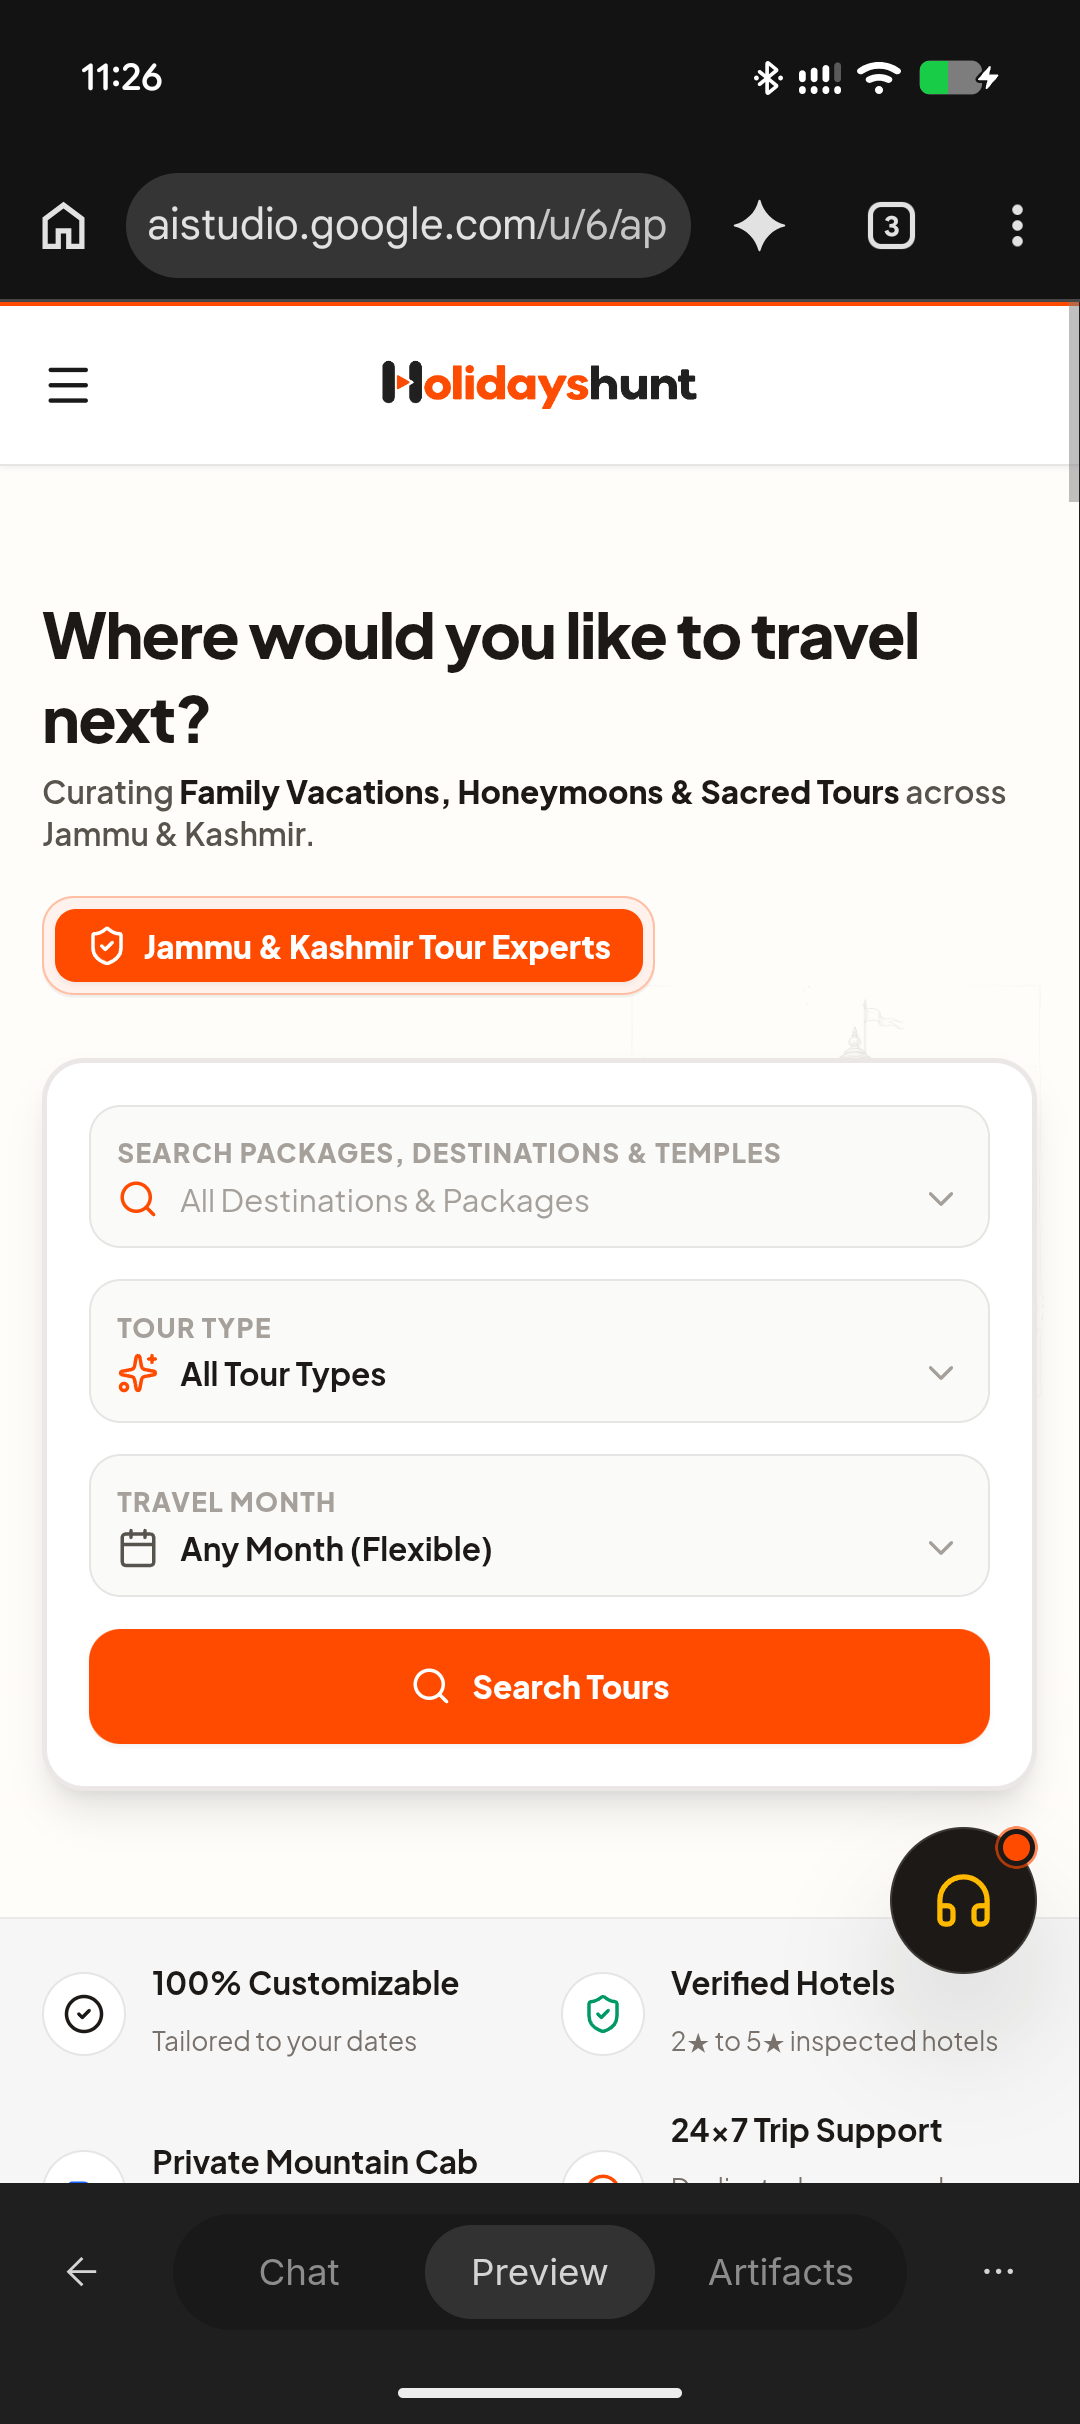 11:26
aistudio.google.com/u/6/ap
3
Holidayshunt
Where would you like to travel
next?
Curating Family Vacations, Honeymoons & Sacred Tours across
Jammu & Kashmir.
Jammu & Kashmir Tour Experts
SEARCH PACKAGES, DESTINATIONS & TEMPLES
All Destinations & Packages
TOUR TYPE
All Tour Types
TRAVEL MONTH
Any Month (Flexible)
Search Tours
100% Customizable
Tailored to your dates
Verified Hotels
2★ to 5★ inspected hotels
Private Mountain Cab
24×7 Trip Support
Chat
Preview
Artifacts